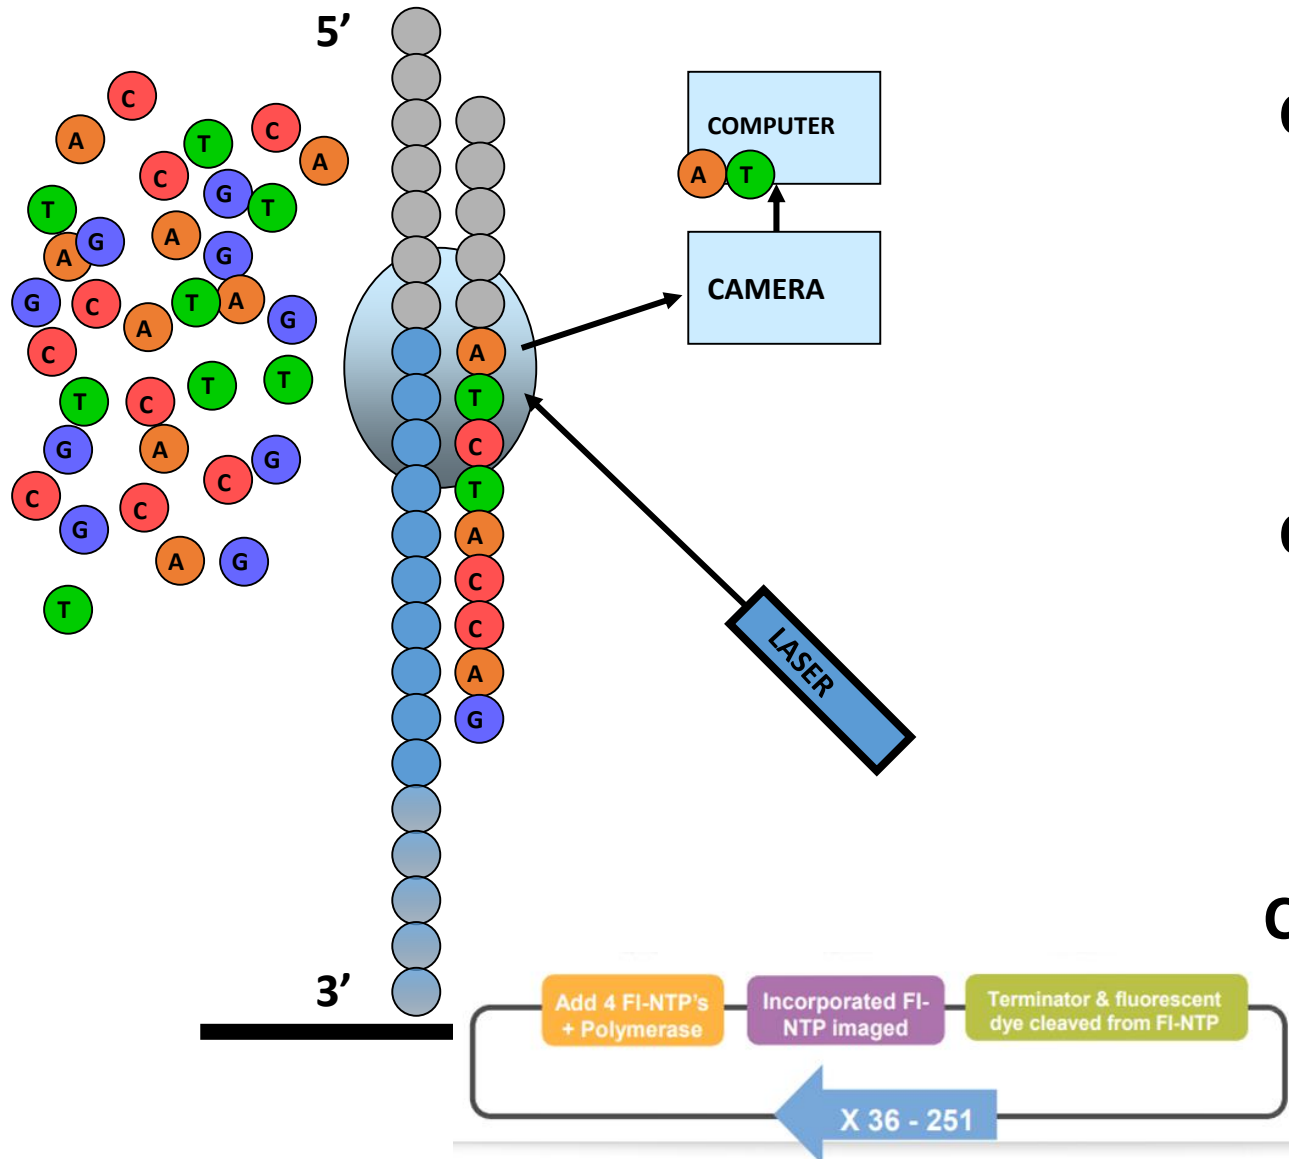 5’
C
A
T
C
A
C
G
T
T
A
G
A
G
G
C
A
T
A
G
C
T
C
T
T
G
A
C
G
C
C
G
A
G
T
A
T
C
T
A
C
C
A
G
COMPUTER
A T
CAMERA
LASER
3’
Add 4 Fl-NTP's
+ Polymerase
Incorporated Fl-
NTP imaged
Terminator & fluorescent
dye cleaved from Fl-NTP
X 36 - 251